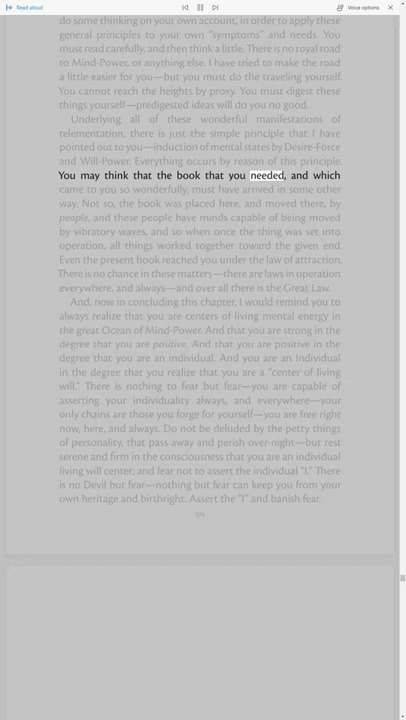 Read aloud
Voice options
do some thinking on your own account, in order to apply these
general principles to your own "symptoms" and needs. You
must read carefully, and then think a little. There is no royal road
to Mind-Power, or anything else. I have tried to make the road
a little easier for you—but you must do the traveling yourself.
You cannot reach the heights by proxy. You must digest these
things yourself—predigested ideas will do you no good.
Underlying all of these wonderful manifestations of
telementation, there is just the simple principle that I have
pointed out to you—induction of mental states by Desire-Force
and Will-Power. Everything occurs by reason of this principle.
You may think that the book that you needed, and which
came to you so wonderfully, must have arrived in some other
way. Not so, the book was placed here, and moved there, by
people, and these people have minds capable of being moved
by vibratory waves, and so when once the thing was set into
operation, all things worked together toward the given end.
Even the present book reached you under the law of attraction.
There is no chance in these matters—there are laws in operation
everywhere, and always—and over all there is the Great Law.
And, now in concluding this chapter, I would remind you to
always realize that you are centers of living mental energy in
the great Ocean of Mind-Power. And that you are strong in the
degree that you are positive. And that you are positive in the
degree that you are an individual. And you are an Individual
in the degree that you realize that you are a "center of living
will." There is nothing to fear but fear—you are capable of
asserting your individuality always, and everywhere—your
only chains are those you forge for yourself—you are free right
now, here, and always. Do not be deluded by the petty things
of personality, that pass away and perish over-night—but rest
serene and firm in the consciousness that you are an individual
living will center; and fear not to assert the individual "I." There
is no Devil but fear—nothing but fear can keep you from your
own heritage and birthright. Assert the "I" and banish fear.